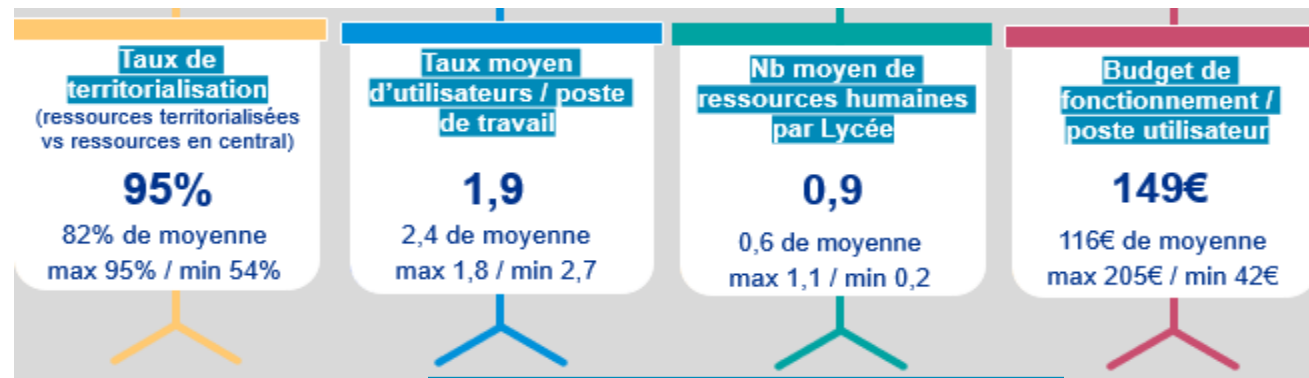 Taux de
territorialisation
(ressources territorialisées
vs ressources en central)
95%
82% de moyenne
max 95% / min 54%
Taux moyen
d'utilisateurs / poste
de travail
1,9
2,4 de moyenne
max 1,8 / min 2,7
Nb moyen de
ressources humaines
par Lycée
0,9
0,6 de moyenne
max 1,1 / min 0,2
Budget de
fonctionnement /
poste utilisateur
149€
116€ de moyenne
max 205€ / min 42€